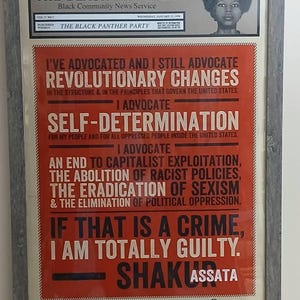 Black Community News Service
THE BLACK PANTHER PARTY
I'VE ADVOCATED AND I STILL ADVOCATE
REVOLUTIONARY CHANGES
IN THE STRUCTURE & IN THE PRINCIPLES THAT GOVERN THE UNITED STATES.
I ADVOCATE
SELF-DETERMINATION
FOR MY PEOPLE AND FOR ALL OPPRESSED PEOPLE INSIDE THE UNITED STATES.
I ADVOCATE
AN END TO CAPITALIST EXPLOITATION,
THE ABOLITION OF RACIST POLICIES,
THE ERADICATION OF SEXISM
& THE ELIMINATION OF POLITICAL OPPRESSION.
IF THAT IS A CRIME,
I AM TOTALLY GUILTY.
SHAKUR
ASSATA